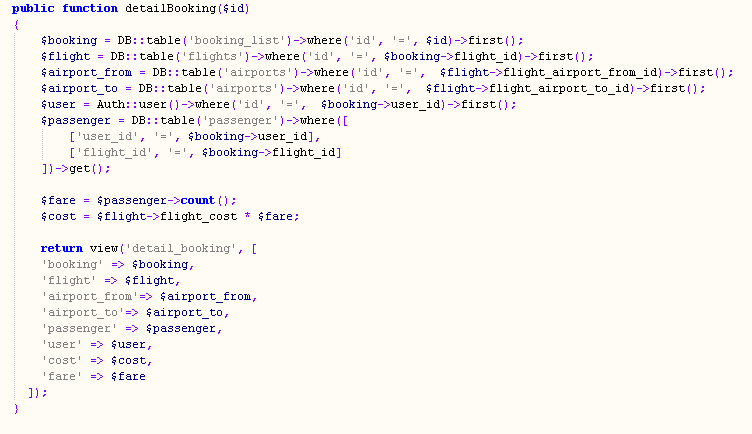 public function detailBooking($id)
{
    $booking = DB::table('booking_list')->where('id', '=', $id)->first();
    $flight = DB::table('flights')->where('id', '=', $booking->flight_id)->first();
    $airport_from = DB::table('airports')->where('id', '=',  $flight->flight_airport_from_id)->first();
    $airport_to = DB::table('airports')->where('id', '=',  $flight->flight_airport_to_id)->first();
    $user = Auth::user()->where('id', '=',  $booking->user_id)->first();
    $passenger = DB::table('passenger')->where([
        ['user_id', '=', $booking->user_id],
        ['flight_id', '=', $booking->flight_id]
    ])->get();

    $fare = $passenger->count();
    $cost = $flight->flight_cost * $fare;

    return view('detail_booking', [
    'booking' => $booking,
    'flight' => $flight,
    'airport_from'=> $airport_from,
    'airport_to'=> $airport_to,
    'passenger' => $passenger,
    'user' => $user,
    'cost' => $cost,
    'fare' => $fare
  ]);
}